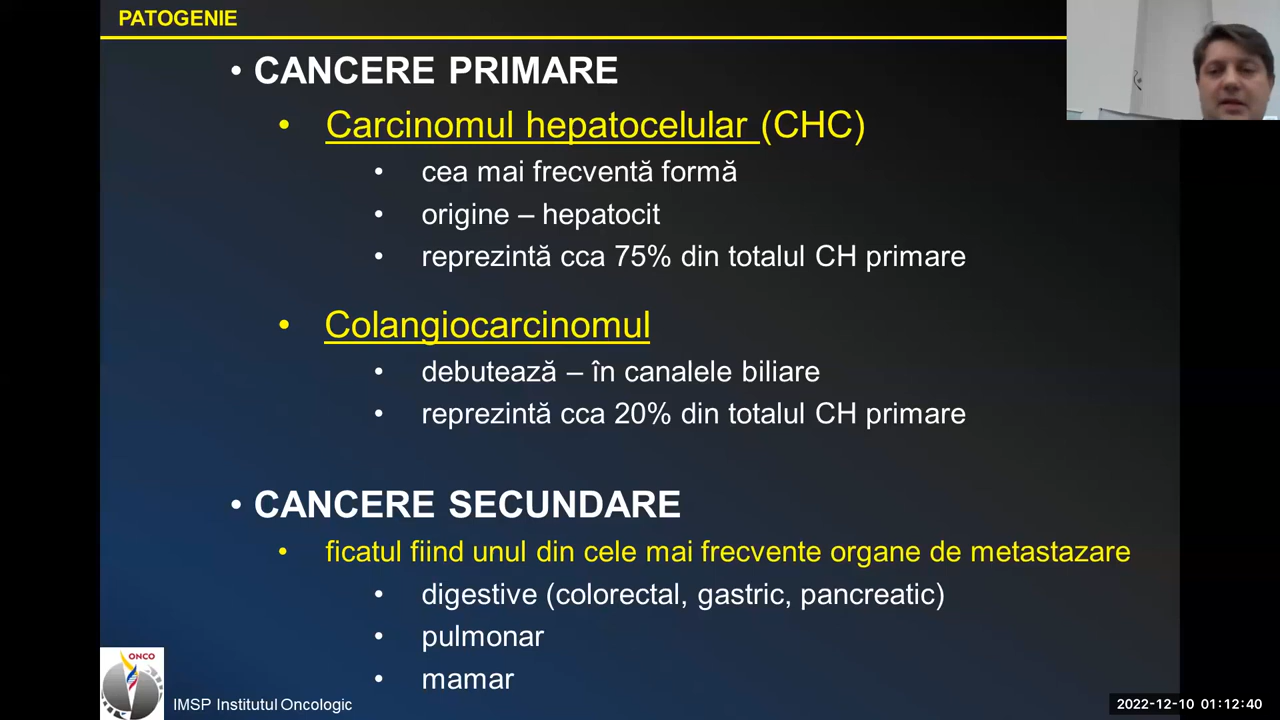 PATOGENIE
• CANCERE PRIMARE
• Carcinomul hepatocelular (CHC)
• cea mai frecventă formă
• origine – hepatocit
• reprezintă cca 75% din totalul CH primare
• Colangiocarcinomul
• debutează – în canalele biliare
• reprezintă cca 20% din totalul CH primare
• CANCERE SECUNDARE
• ficatul fiind unul din cele mai frecvente organe de metastazare
• digestive (colorectal, gastric, pancreatic)
• pulmonar
• mamar
ONCO
IMSP Institutul Oncologic
2022-12-10 01:12:40